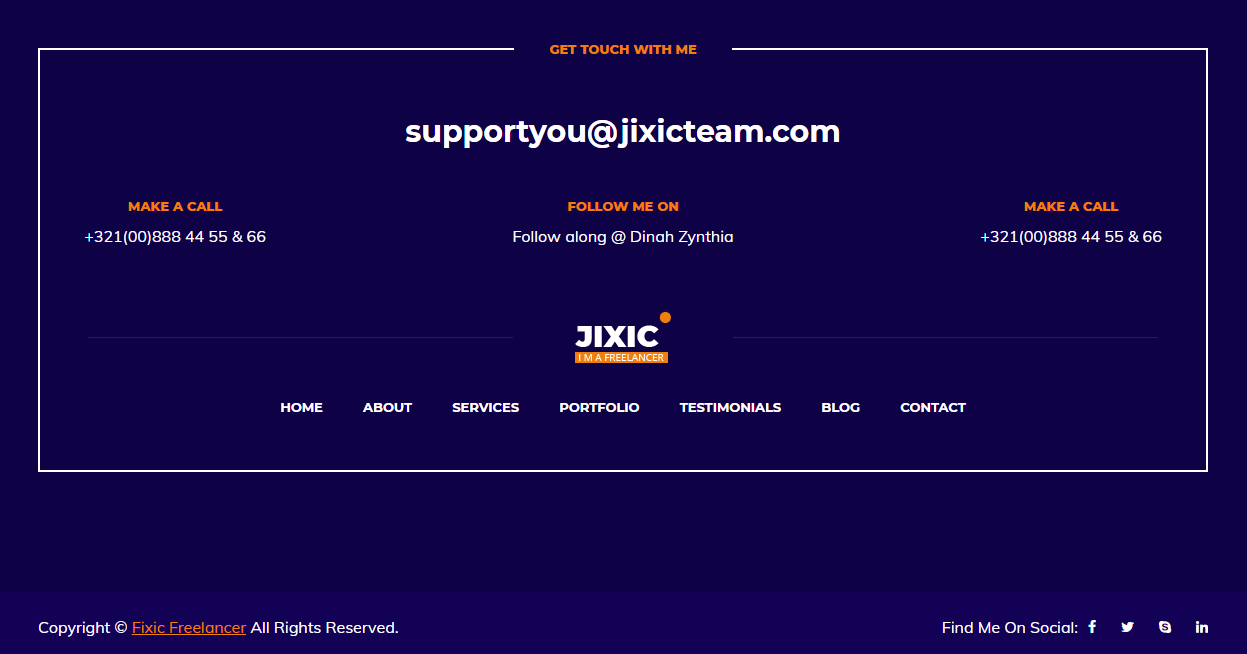 GET TOUCH WITH ME
supportyou@jixicteam.com
MAKE A CALL
+321(00)888 44 55 & 66
FOLLOW ME ON
Follow along @ Dinah Zynthia
MAKE A CALL
+321(00)888 44 55 & 66
JIXIC
I M A FREELANCER
HOME ABOUT SERVICES PORTFOLIO TESTIMONIALS BLOG CONTACT
Copyright © Fixic Freelancer All Rights Reserved.
Find Me On Social: